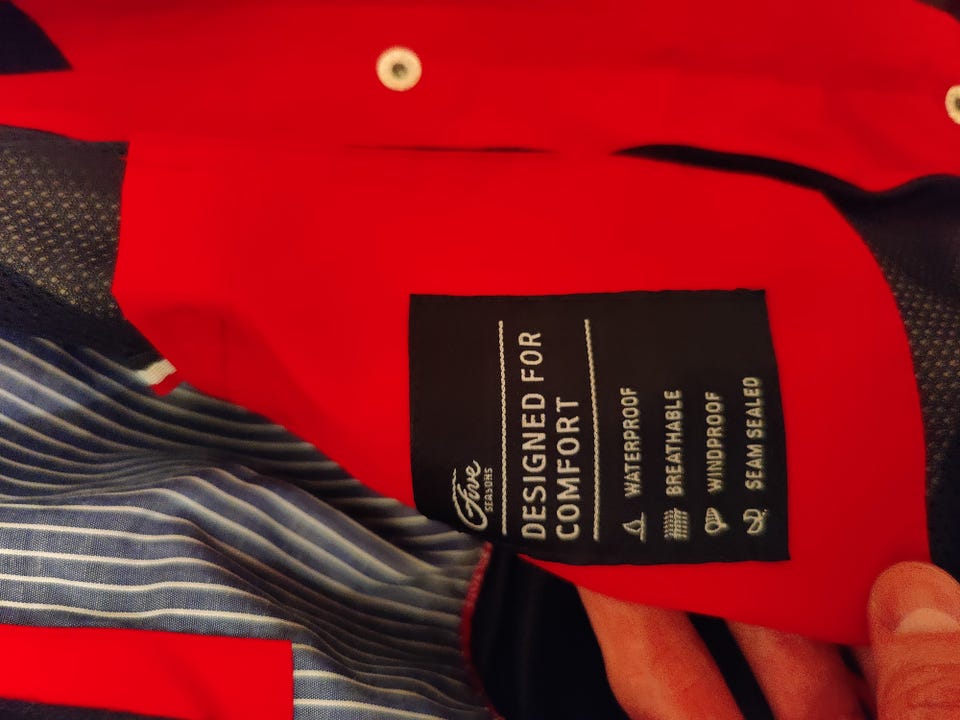 Five
SEASONS
DESIGNED FOR
COMFORT
WATERPROOF
BREATHABLE
WINDPROOF
SEAM SEALED